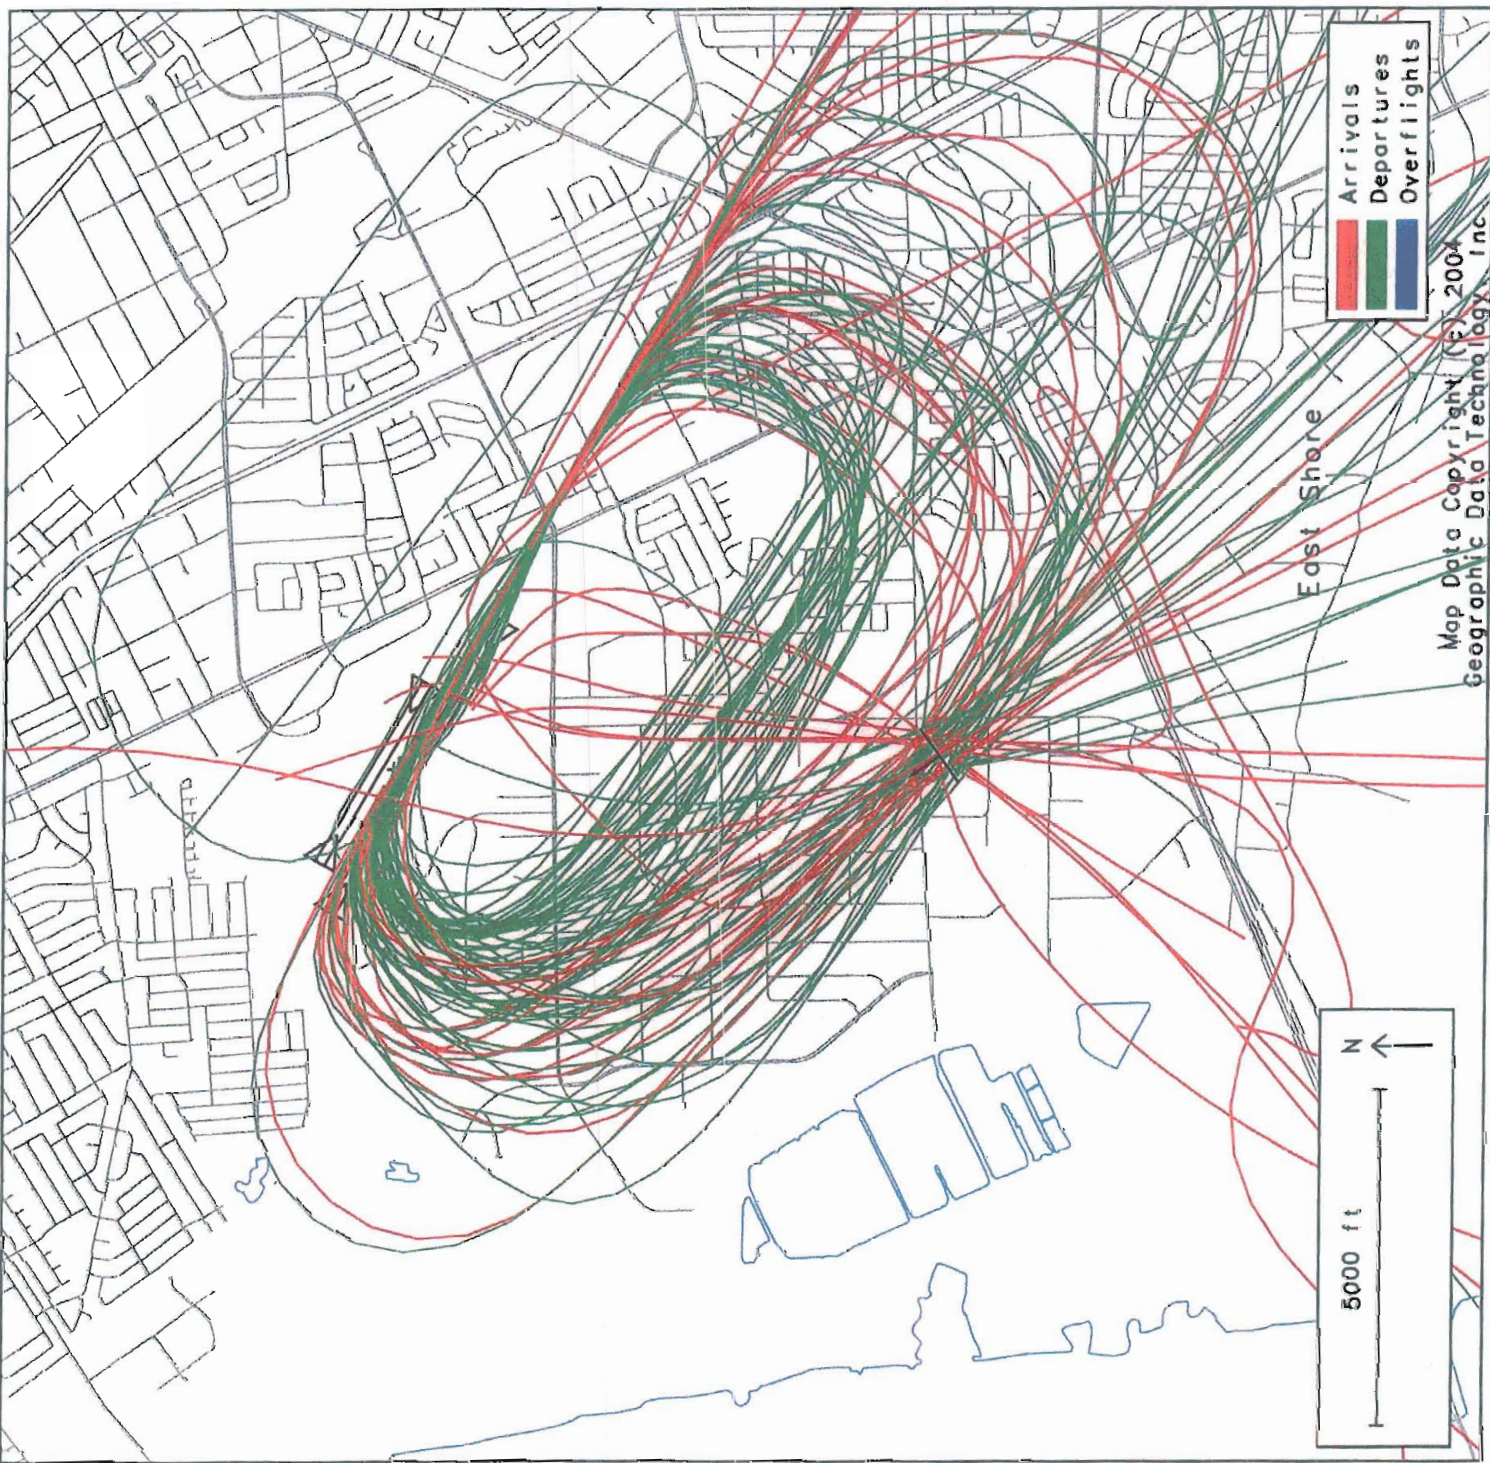 Arrivals
Departures
Overflights
East Shore
Map Data Copyright (c) 2004
Geographic Data Technology, Inc
N
5000 ft